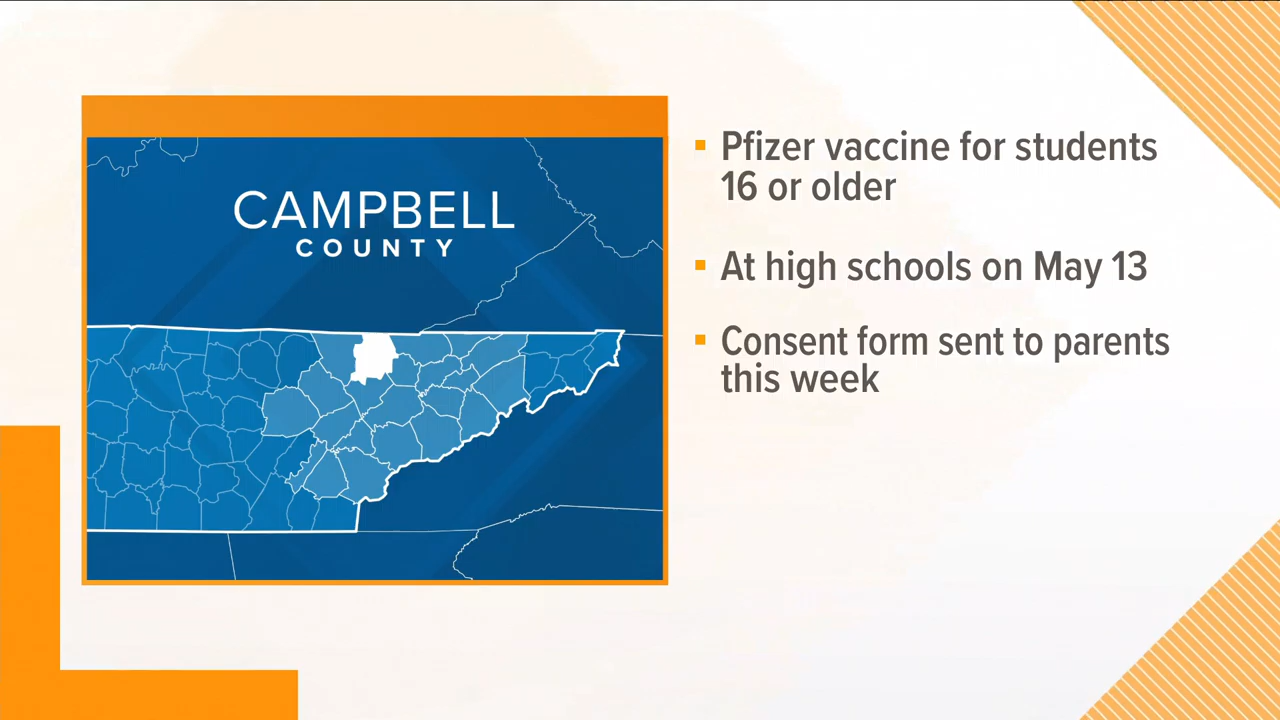 CAMPBELL
COUNTY
Pfizer vaccine for students
16 or older
At high schools on May 13
Consent form sent to parents
this week